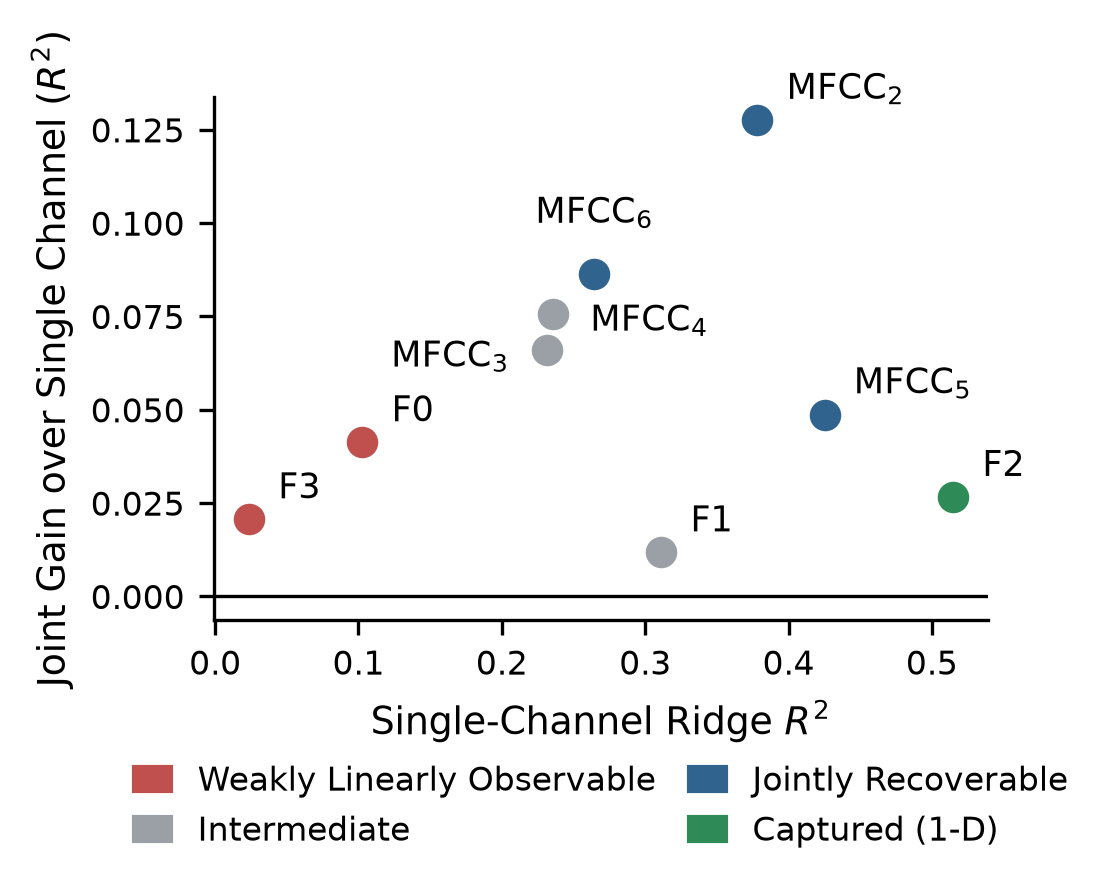 Joint Gain over Single Channel (R²)
0.125
0.100
0.075
0.050
0.025
0.000
MFCC₂
MFCC₆
MFCC₄
MFCC₃
F0
MFCC₅
F3
F2
F1
0.0 0.1 0.2 0.3 0.4 0.5
Single-Channel Ridge R²
Weakly Linearly Observable
Jointly Recoverable
Intermediate
Captured (1-D)